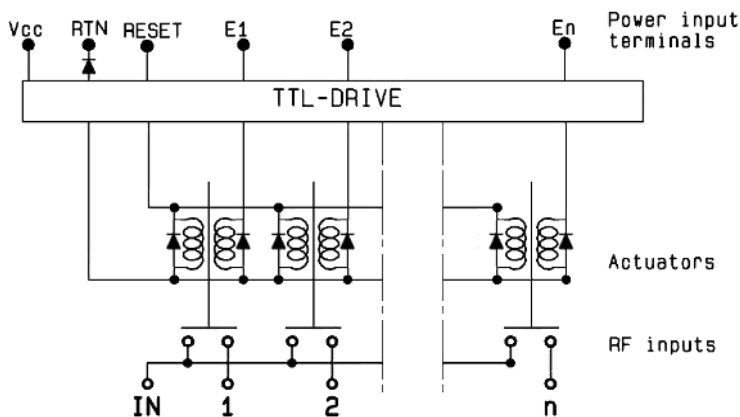 Vcc RTN RESET E1 E2 En Power input
terminals
TTL-DRIVE
Actuators
RF inputs
IN 1 2 n